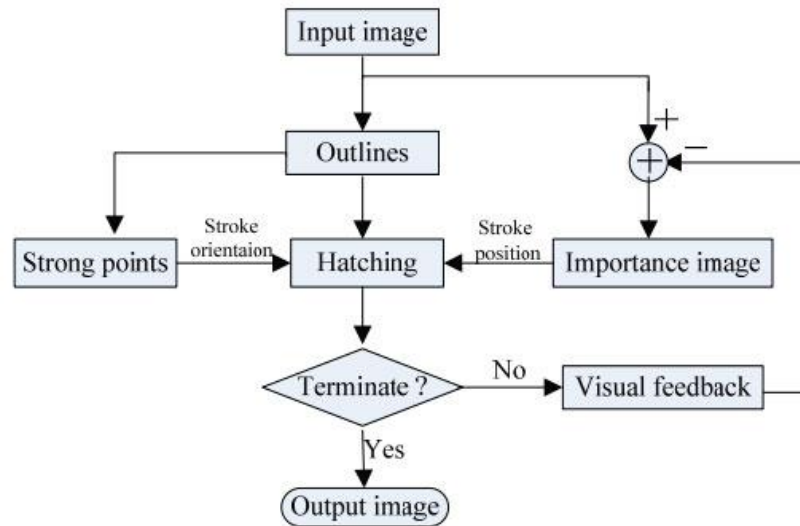 Input image
+
Outlines
+
−
Stroke
orientaion
Stroke
position
Strong points
Hatching
Importance image
Terminate ?
No
Visual feedback
Yes
Output image